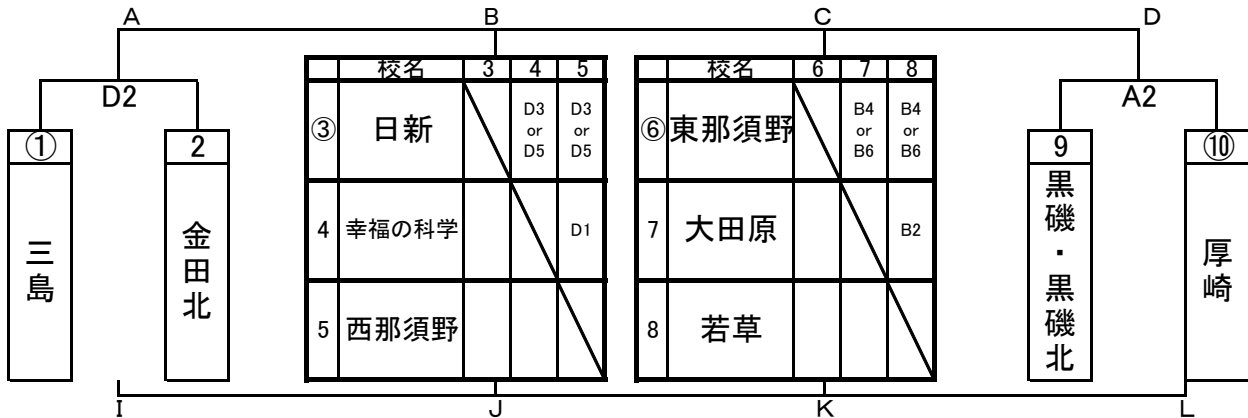 A B C D
D2
① 2
三島
金田北
校名 3 4 5
③ 日新 D3 or D5 D3 or D5
4 幸福の科学 D1
5 西那須野
校名 6 7 8
⑥ 東那須野 B4 or B6 B4 or B6
7 大田原 B2
8 若草
A2
9 ⑩
黒磯・黒磯北
厚崎
I J K L